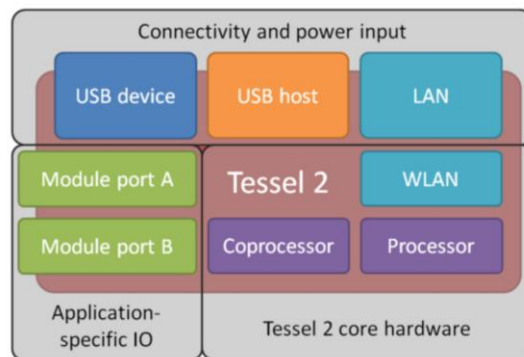 Connectivity and power input
USB device
USB host
LAN
Module port A
Tessel 2
WLAN
Module port B
Coprocessor
Processor
Application-
specific IO
Tessel 2 core hardware